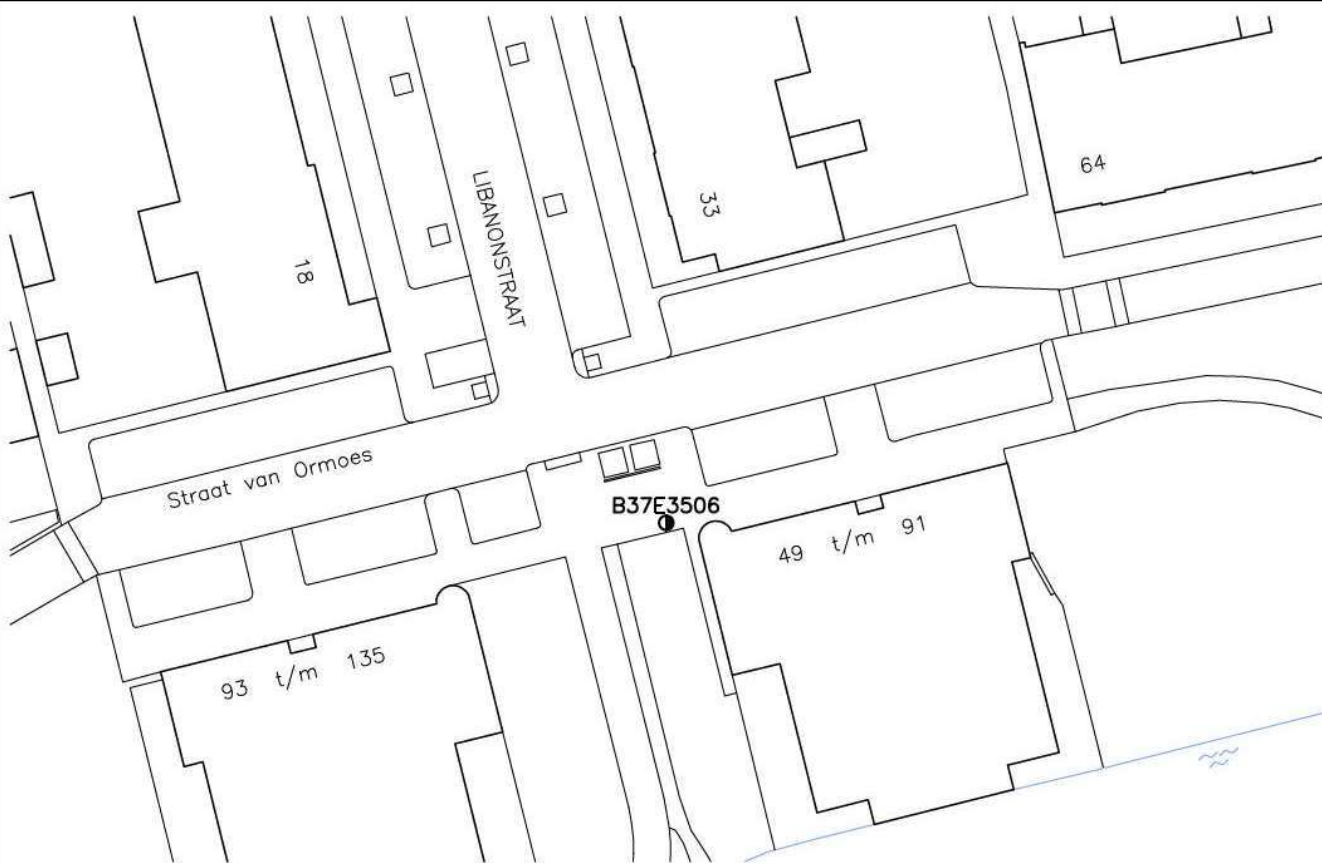 64
33
LIBANONSTRAAT
18
Straat van Ormoes
B37E3506
49 t/m 91
93 t/m 135